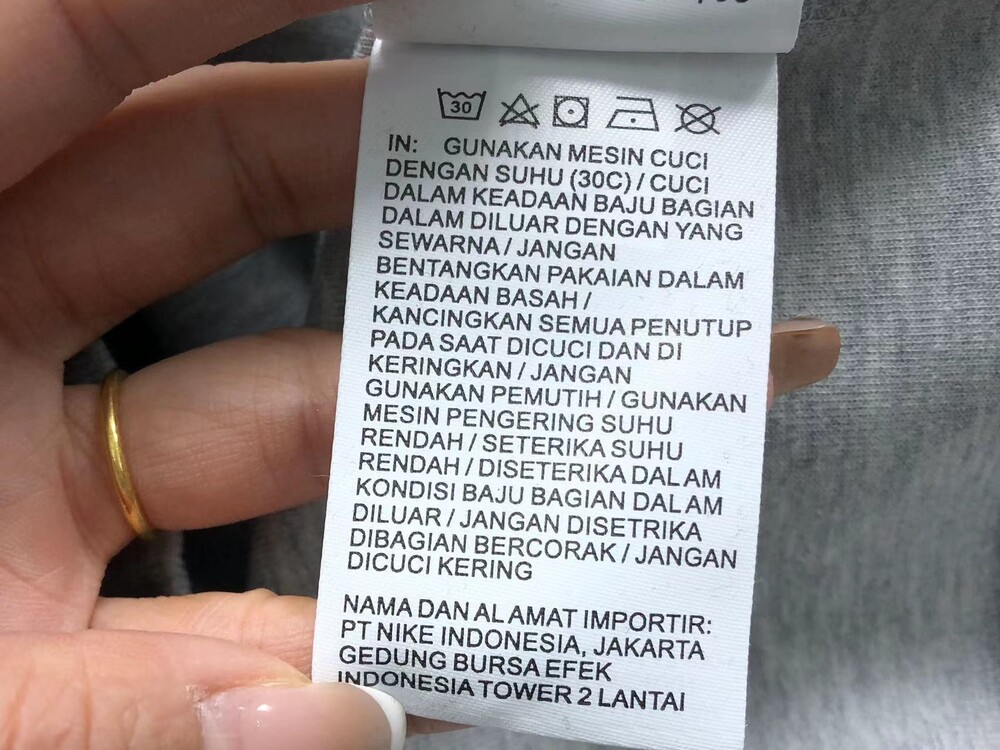 30
IN: GUNAKAN MESIN CUCI
DENGAN SUHU (30C) / CUCI
DALAM KEADAAN BAJU BAGIAN
DALAM DILUAR DENGAN YANG
SEWARNA / JANGAN
BENTANGKAN PAKAIAN DALAM
KEADAAN BASAH /
KANCINGKAN SEMUA PENUTUP
PADA SAAT DICUCI DAN DI
KERINGKAN / JANGAN
GUNAKAN PEMUTIH / GUNAKAN
MESIN PENGERING SUHU
RENDAH / SETERIKA SUHU
RENDAH / DISETERIKA DALAM
KONDISI BAJU BAGIAN DALAM
DILUAR / JANGAN DISETRIKA
DIBAGIAN BERCORAK / JANGAN
DICUCI KERING
NAMA DAN ALAMAT IMPORTIR:
PT NIKE INDONESIA, JAKARTA
GEDUNG BURSA EFEK
INDONESIA TOWER 2 LANTAI